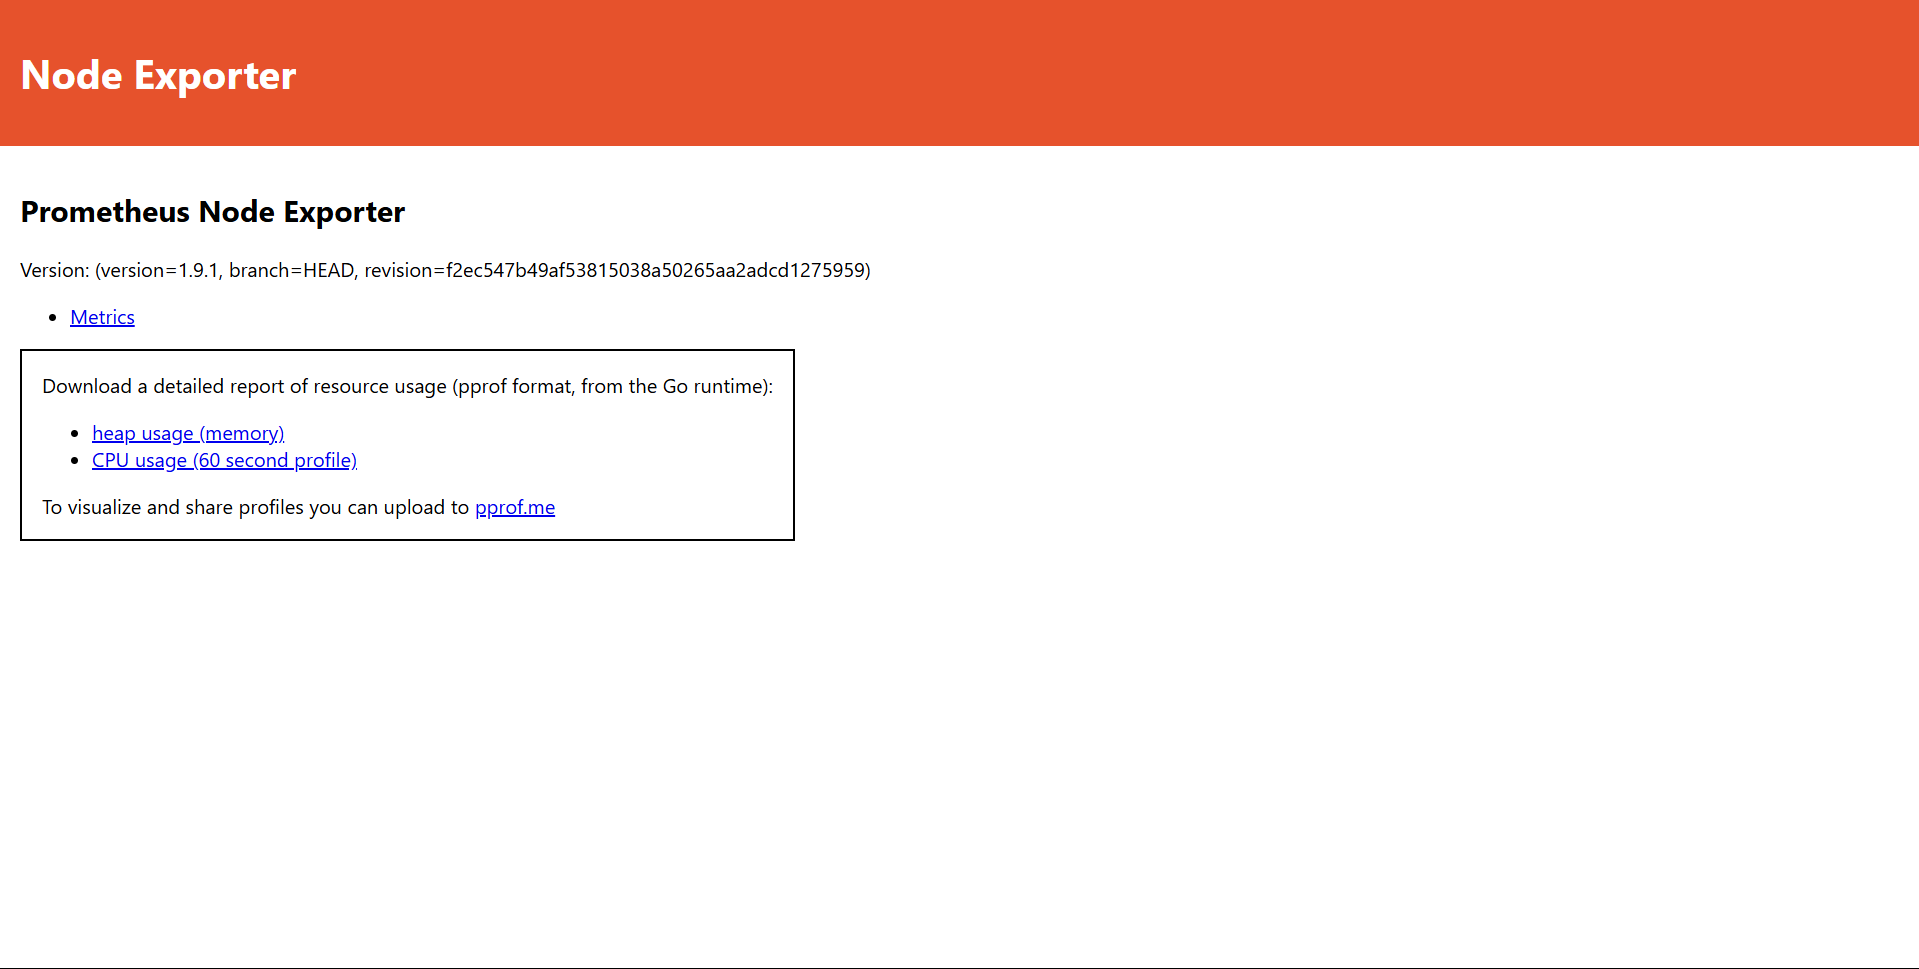 Node Exporter
Prometheus Node Exporter
Version: (version=1.9.1, branch=HEAD, revision=f2ec547b49af53815038a50265aa2adcd1275959)
Metrics
Download a detailed report of resource usage (pprof format, from the Go runtime):
heap usage (memory)
CPU usage (60 second profile)
To visualize and share profiles you can upload to pprof.me